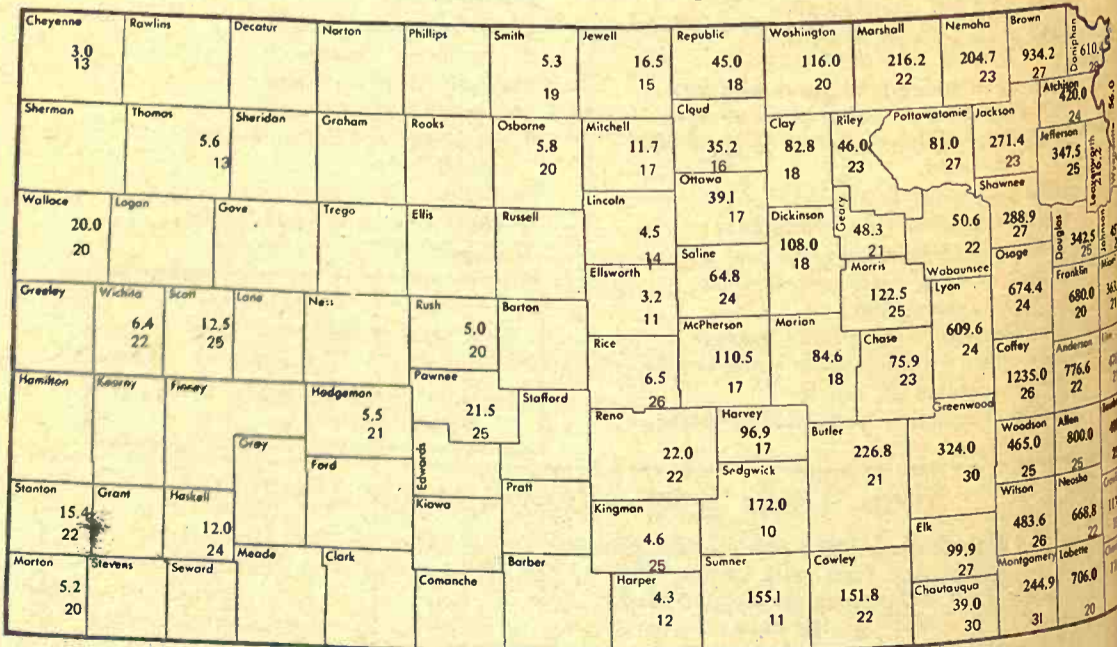 Cheyenne
3.0
13
Rawlins
Decatur
Norton
Phillips
Smith
5.3
19
Jewell
16.5
15
Republic
45.0
18
Washington
116.0
20
Marshall
216.2
22
Nemaha
204.7
23
Brown
934.2
27
Doniphan
610.
28
Atchison
420.0
24
Sherman
Thomas
5.6
13
Sheridan
Graham
Rooks
Osborne
5.8
20
Mitchell
11.7
17
Cloud
35.2
16
Clay
82.8
18
Riley
46.0
23
Pottawatomie
81.0
27
Jackson
271.4
23
Jefferson
347.5
25
Leavenworth
216.2
Wallace
20.0
20
Logan
Gove
Trego
Ellis
Russell
Lincoln
4.5
14
Ottawa
39.1
17
Dickinson
108.0
18
Geary
48.3
21
50.6
22
Wabaunsee
Shawnee
288.9
27
Douglas
342.5
25
Johnson
Greeley
Wichita
6.4
22
Scott
12.5
25
Lane
Ness
Rush
5.0
20
Barton
Ellsworth
3.2
11
Saline
64.8
24
Morris
122.5
25
Lyon
609.6
24
Osage
674.4
24
Franklin
680.0
20
Rice
6.5
26
McPherson
110.5
17
Marion
84.6
18
Chase
75.9
23
Coffey
1235.0
26
Anderson
776.6
22
Hamilton
Kearny
Finney
Hodgeman
5.5
21
Pawnee
21.5
25
Stafford
Reno
22.0
22
Harvey
96.9
17
Butler
226.8
21
Greenwood
324.0
30
Woodson
465.0
25
Allen
800.0
25
Gray
Ford
Edwards
Stanton
15.4
22
Grant
Haskell
12.0
24
Kiowa
Pratt
Kingman
4.6
25
Sedgwick
172.0
10
Elk
99.9
27
Wilson
483.6
26
Neosho
668.8
22
Morton
5.2
20
Stevens
Seward
Meade
Clark
Comanche
Barber
Harper
4.3
12
Sumner
155.1
11
Cowley
151.8
22
Chautauqua
39.0
30
Montgomery
244.9
31
Labette
706.0
20